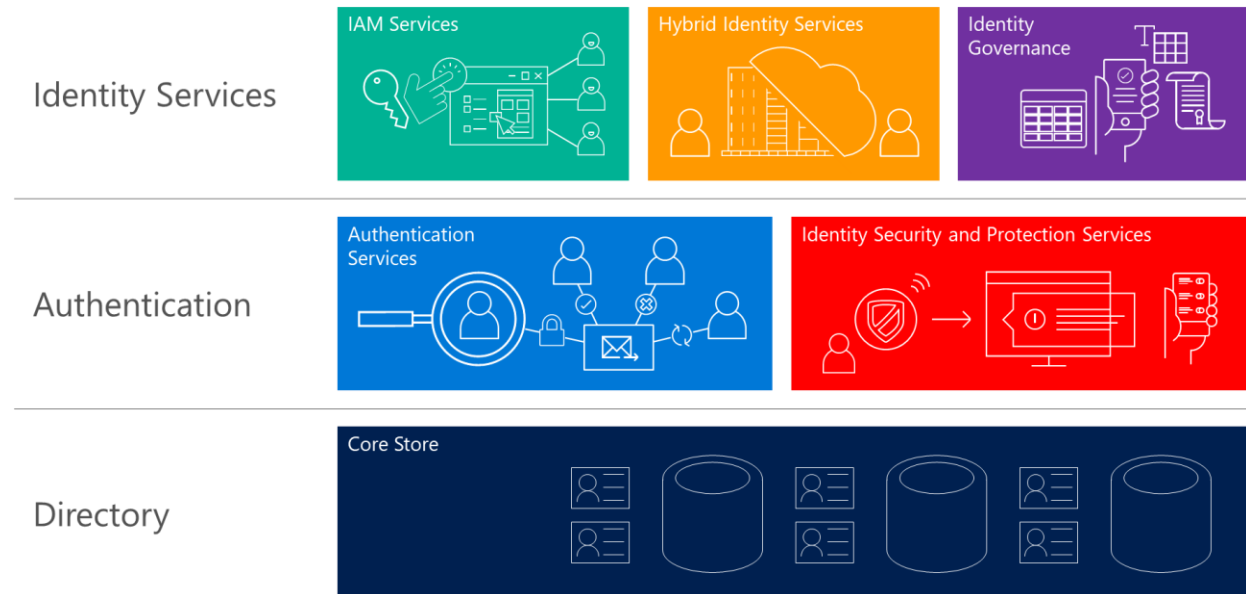 Identity Services
IAM Services
Hybrid Identity Services
Identity
Governance
T
Authentication
Authentication
Services
Identity Security and Protection Services
Directory
Core Store